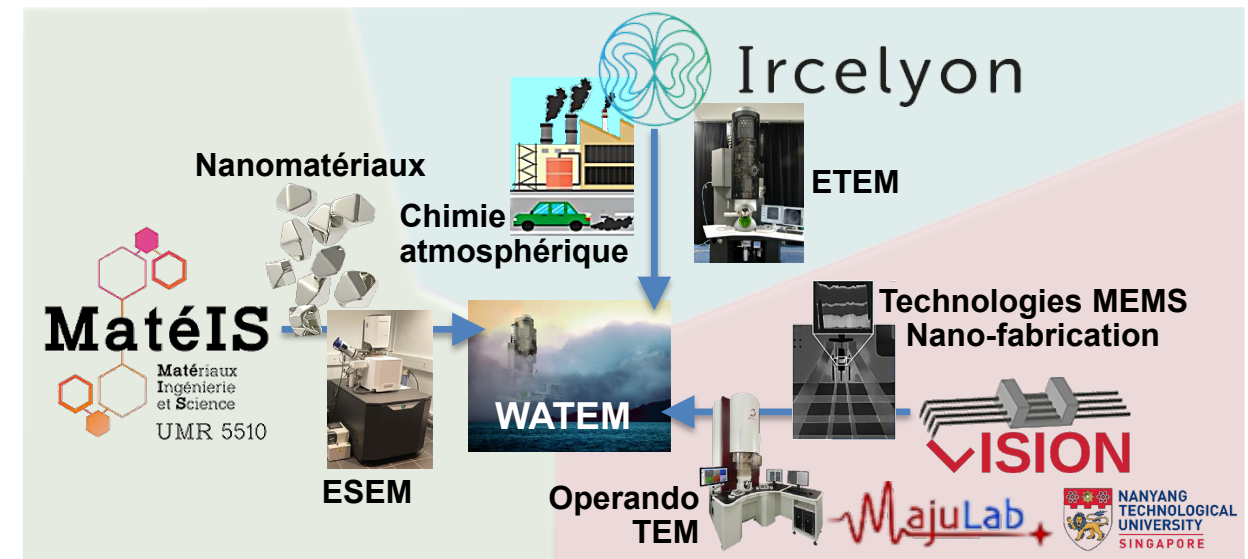 Ircelyon
Nanomatériaux
ETEM
Chimie
atmosphérique
MatéIS
Matériaux
Ingénierie
et Science
UMR 5510
Technologies MEMS
Nano-fabrication
WATEM
VISION
ESEM
Operando
TEM
MajuLab
NANYANG
TECHNOLOGICAL
UNIVERSITY
SINGAPORE